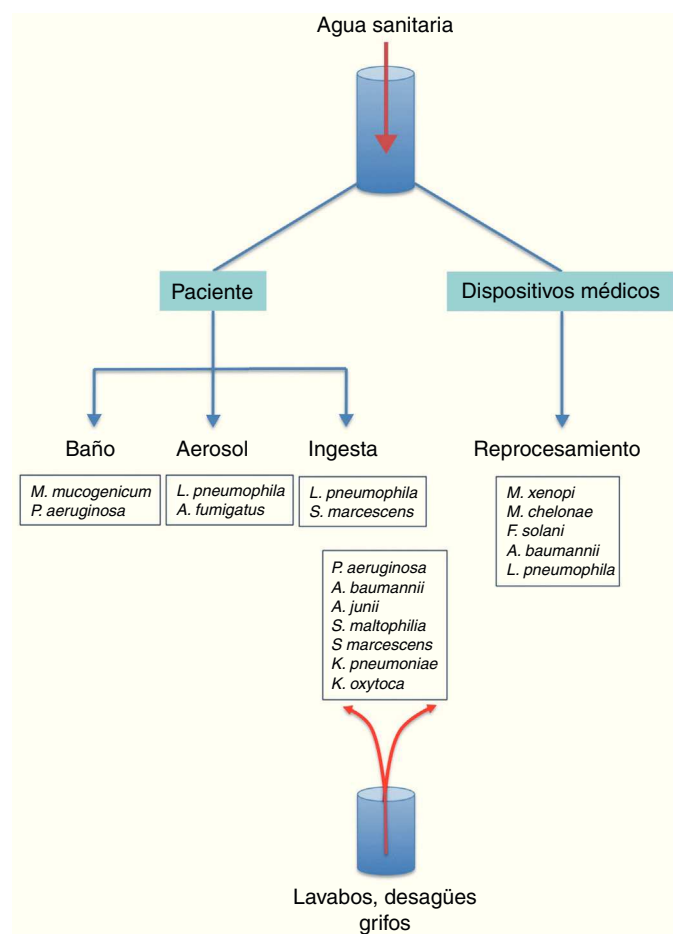 Agua sanitaria
Paciente
Dispositivos médicos
Baño
Aerosol
Ingesta
Reprocesamiento
M. mucogenicum
P. aeruginosa
L. pneumophila
A. fumigatus
L. pneumophila
S. marcescens
M. xenopi
M. chelonae
F. solani
A. baumannii
L. pneumophila
P. aeruginosa
A. baumannii
A. junii
S. maltophilia
S marcescens
K. pneumoniae
K. oxytoca
Lavabos, desagües
grifos